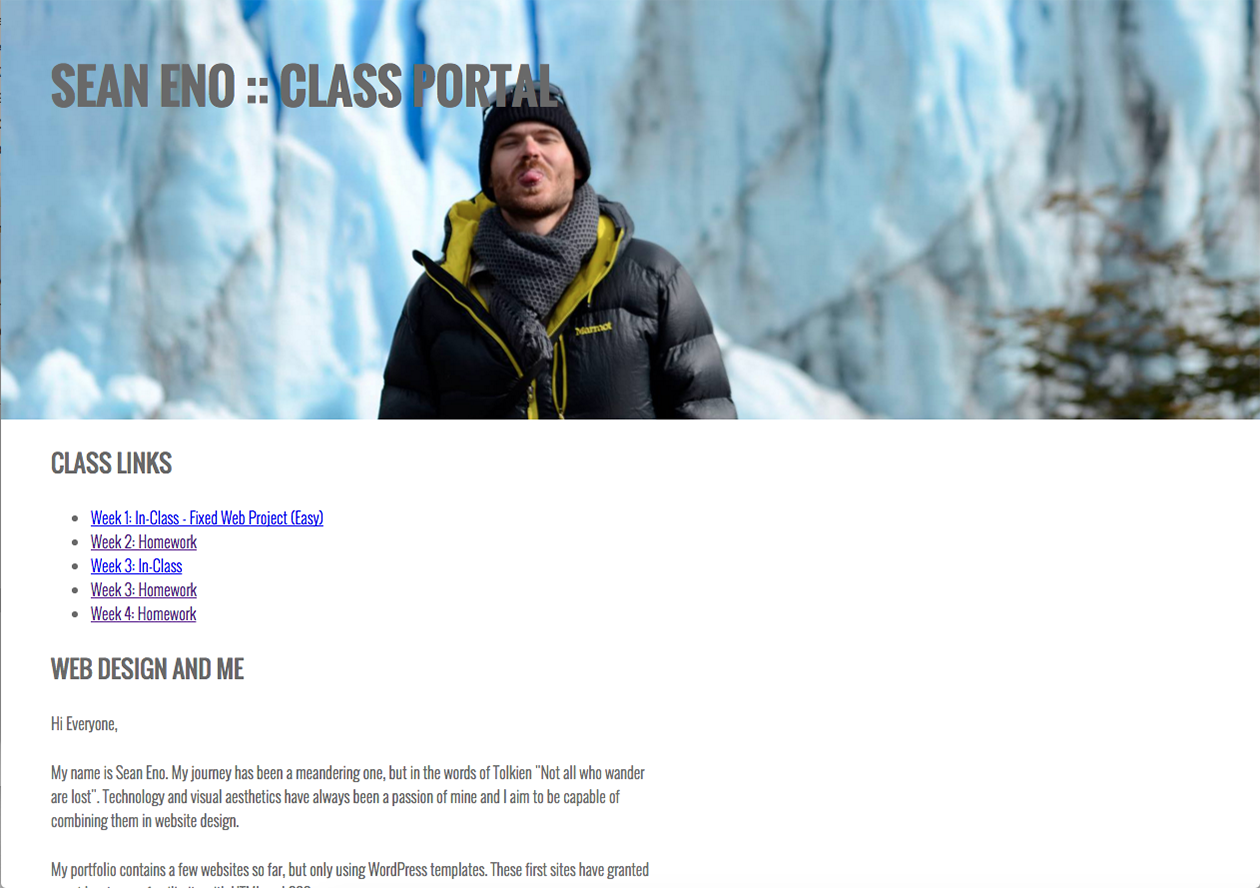 SEAN ENO :: CLASS PORTAL
Marmot
CLASS LINKS
Week 1: In-Class - Fixed Web Project (Easy)
Week 2: Homework
Week 3: In-Class
Week 3: Homework
Week 4: Homework
WEB DESIGN AND ME
Hi Everyone,
My name is Sean Eno. My journey has been a meandering one, but in the words of Tolkien "Not all who wander
are lost". Technology and visual aesthetics have always been a passion of mine and I aim to be capable of
combining them in website design.
My portfolio contains a few websites so far, but only using WordPress templates. These first sites have granted